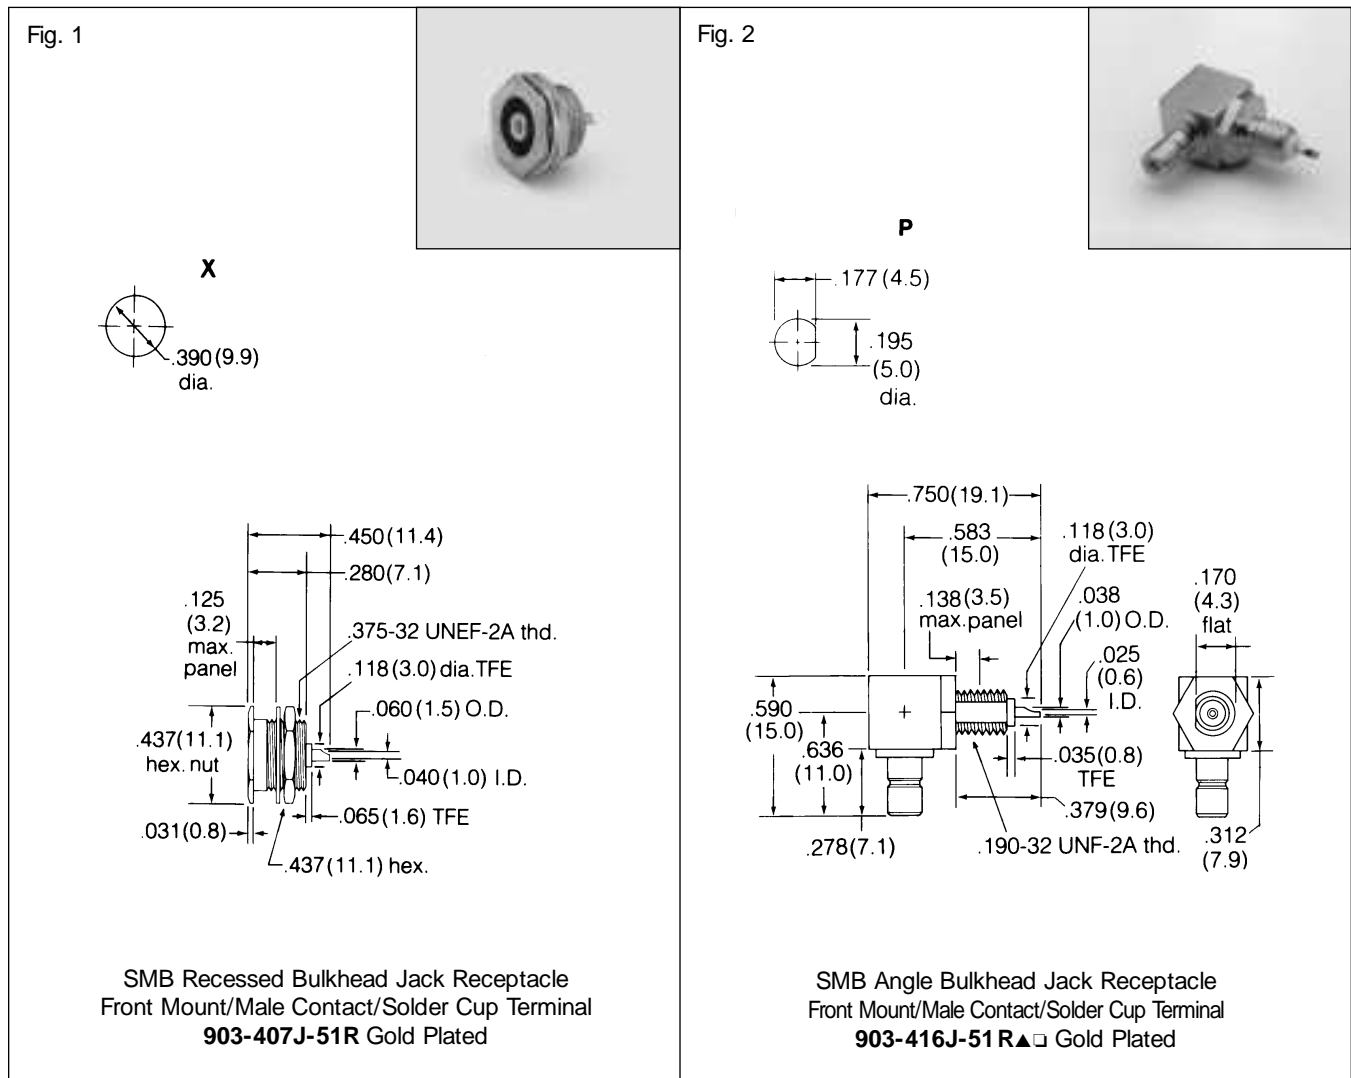 Fig. 1
X
.390 (9.9)
dia.
.450 (11.4)
.280 (7.1)
.125
(3.2)
max.
panel
.375-32 UNEF-2A thd.
.118 (3.0) dia. TFE
.060 (1.5) O.D.
.437 (11.1)
hex. nut
.040 (1.0) I.D.
.065 (1.6) TFE
.031 (0.8)
.437 (11.1) hex.
SMB Recessed Bulkhead Jack Receptacle
Front Mount/Male Contact/Solder Cup Terminal
903-407J-51R Gold Plated
Fig. 2
P
.177 (4.5)
.195
(5.0)
dia.
.750 (19.1)
.583
(15.0)
.118 (3.0)
dia. TFE
.138 (3.5)
max. panel
.038
(1.0) O.D.
.170
(4.3)
flat
.025
(0.6)
I.D.
.590
(15.0)
.636
(11.0)
.035 (0.8)
TFE
.379 (9.6)
.278 (7.1)
.190-32 UNF-2A thd.
.312
(7.9)
SMB Angle Bulkhead Jack Receptacle
Front Mount/Male Contact/Solder Cup Terminal
903-416J-51R▲❑ Gold Plated